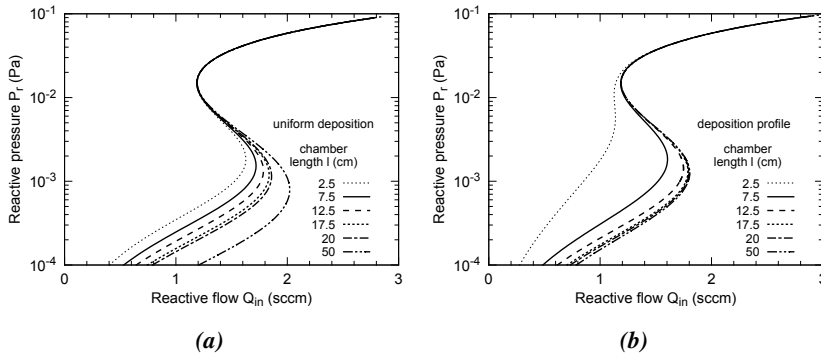 10⁻¹
10⁻²
10⁻³
10⁻⁴
Reactive pressure Pᵣ (Pa)
uniform deposition
chamber
length l (cm)
2.5
7.5
12.5
17.5
20
50
0 1 2 3
Reactive flow Qᵢₙ (sccm)
(a)
10⁻¹
10⁻²
10⁻³
10⁻⁴
Reactive pressure Pᵣ (Pa)
deposition profile
chamber
length l (cm)
2.5
7.5
12.5
17.5
20
50
0 1 2 3
Reactive flow Qᵢₙ (sccm)
(b)